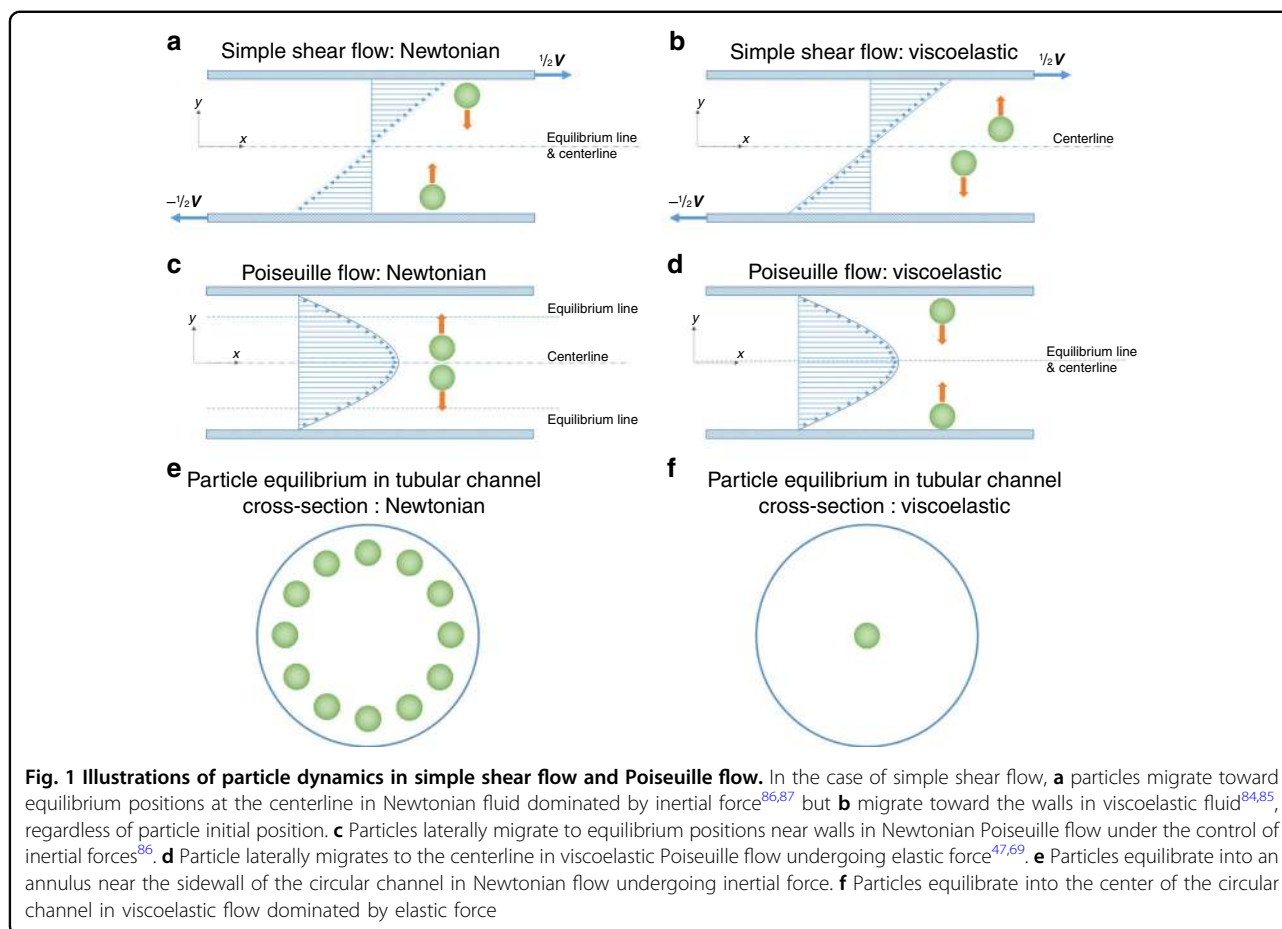 a
Simple shear flow: Newtonian
½V
y
x
Equilibrium line
& centerline
–½V
b
Simple shear flow: viscoelastic
½V
y
x
Centerline
–½V
c
Poiseuille flow: Newtonian
Equilibrium line
y
x
Centerline
Equilibrium line
d
Poiseuille flow: viscoelastic
y
x
Equilibrium line
& centerline
e
Particle equilibrium in tubular channel
cross-section : Newtonian
f
Particle equilibrium in tubular channel
cross-section : viscoelastic
Fig. 1 Illustrations of particle dynamics in simple shear flow and Poiseuille flow. In the case of simple shear flow, a particles migrate toward
equilibrium positions at the centerline in Newtonian fluid dominated by inertial force86,87 but b migrate toward the walls in viscoelastic fluid84,85,
regardless of particle initial position. c Particles laterally migrate to equilibrium positions near walls in Newtonian Poiseuille flow under the control of
inertial forces86. d Particle laterally migrates to the centerline in viscoelastic Poiseuille flow undergoing elastic force47,69. e Particles equilibrate into an
annulus near the sidewall of the circular channel in Newtonian flow undergoing inertial force. f Particles equilibrate into the center of the circular
channel in viscoelastic flow dominated by elastic force